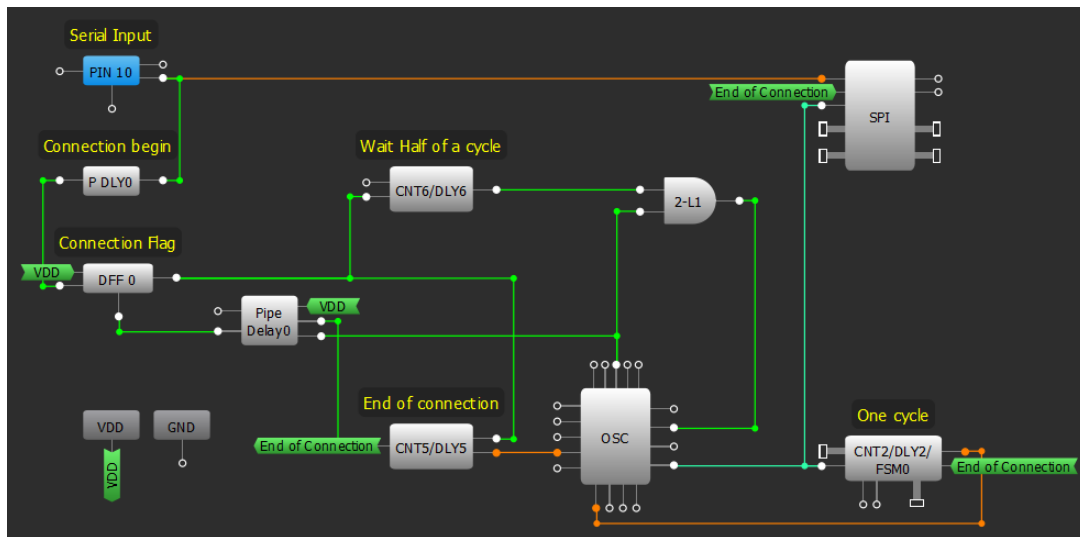 Serial Input
PIN 10
End of Connection
SPI
Connection begin
P DLY0
Wait Half of a cycle
CNT6/DLY6
2-L1
Connection Flag
VDD
DFF 0
Pipe
Delay0
VDD
End of connection
CNT5/DLY5
End of Connection
OSC
One cycle
CNT2/DLY2/
FSM0
End of Connection
VDD
GND
VDD